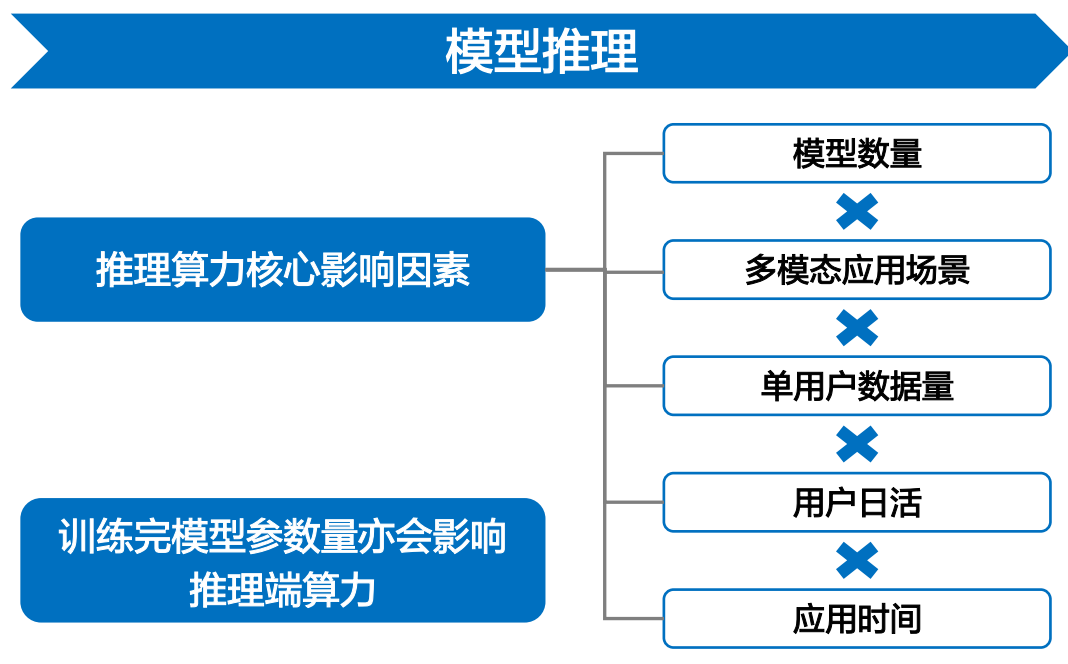 模型推理
推理算力核心影响因素
模型数量
多模态应用场景
单用户数据量
用户日活
应用时间
训练完模型参数量亦会影响
推理端算力